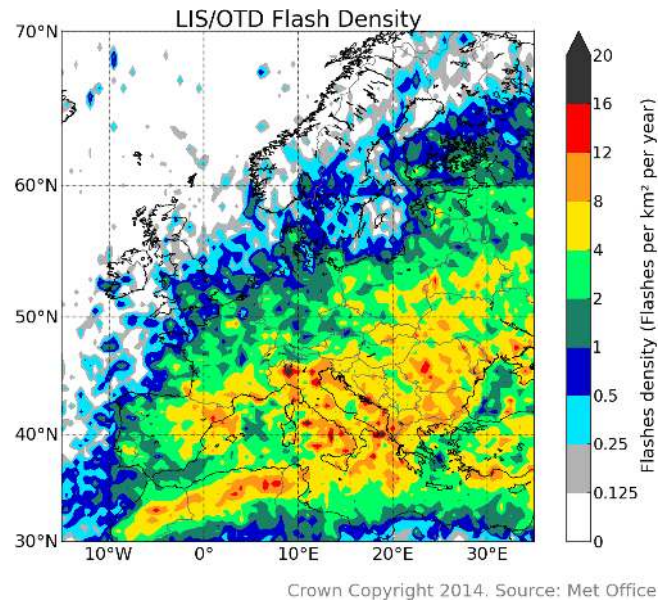 LIS/OTD Flash Density
70°N
60°N
50°N
40°N
30°N
10°W
0°
10°E
20°E
30°E
20
16
12
8
4
2
1
0.5
0.25
0.125
0
Flashes density (Flashes per km² per year)
Crown Copyright 2014. Source: Met Office